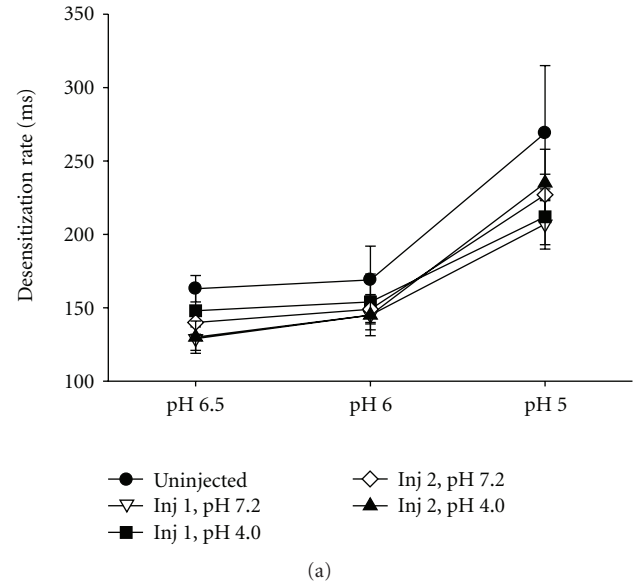 350
300
250
200
150
100
Desensitization rate (ms)
pH 6.5
pH 6
pH 5
Uninjected
Inj 1, pH 7.2
Inj 1, pH 4.0
Inj 2, pH 7.2
Inj 2, pH 4.0
(a)